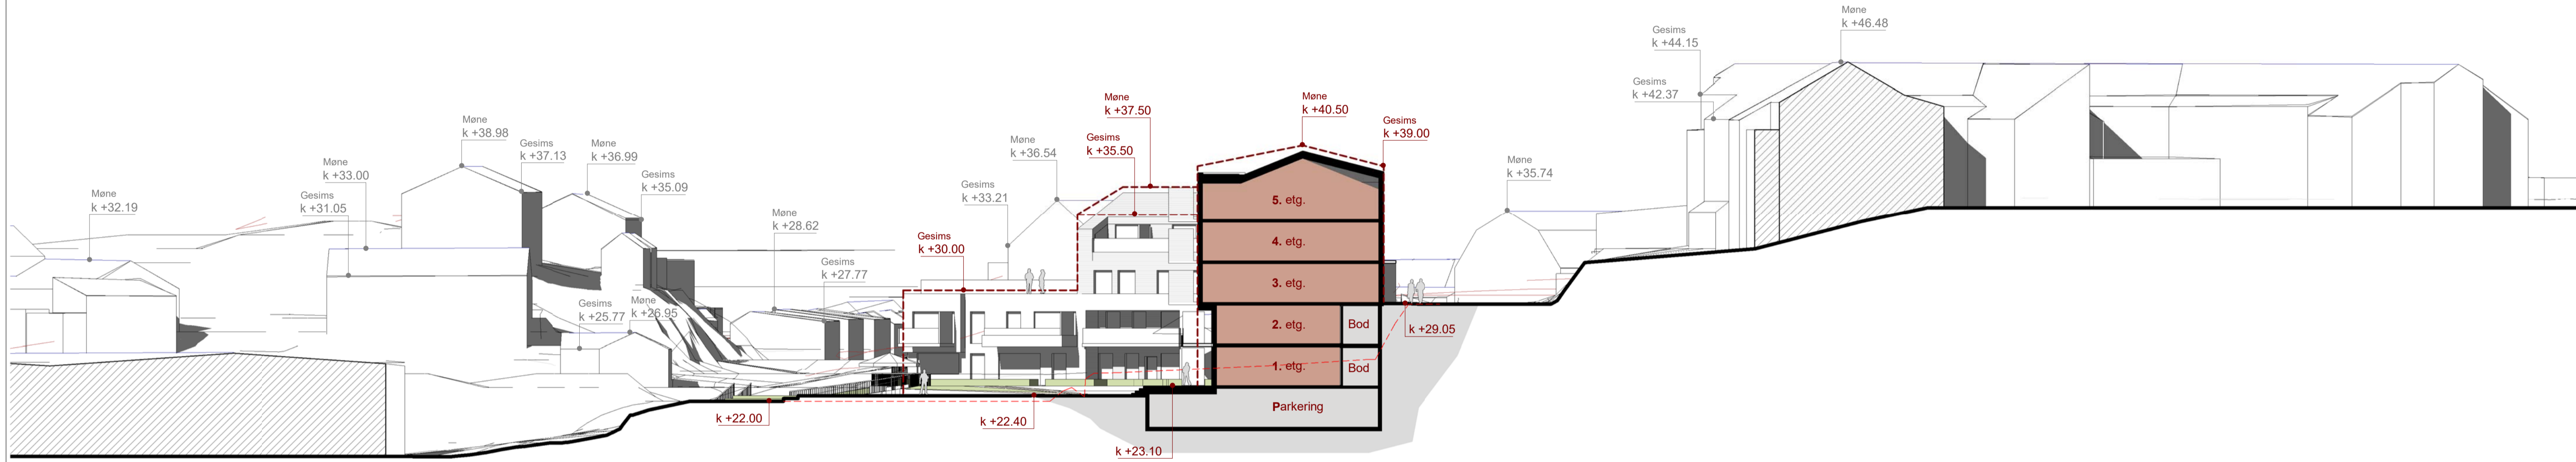 Møne
k +32.19
Gesims
k +31.05
Møne
k +33.00
Møne
k +38.98
Gesims
k +37.13
Møne
k +36.99
Gesims
k +35.09
Gesims
k +25.77
Møne
k +26.95
Møne
k +28.62
Gesims
k +27.77
Gesims
k +30.00
Gesims
k +33.21
Møne
k +36.54
Møne
k +37.50
Gesims
k +35.50
Møne
k +40.50
Gesims
k +39.00
5. etg.
4. etg.
3. etg.
2. etg.
Bod
1. etg.
Bod
Parkering
k +22.00
k +22.40
k +23.10
k +29.05
Møne
k +35.74
Gesims
k +44.15
Gesims
k +42.37
Møne
k +46.48